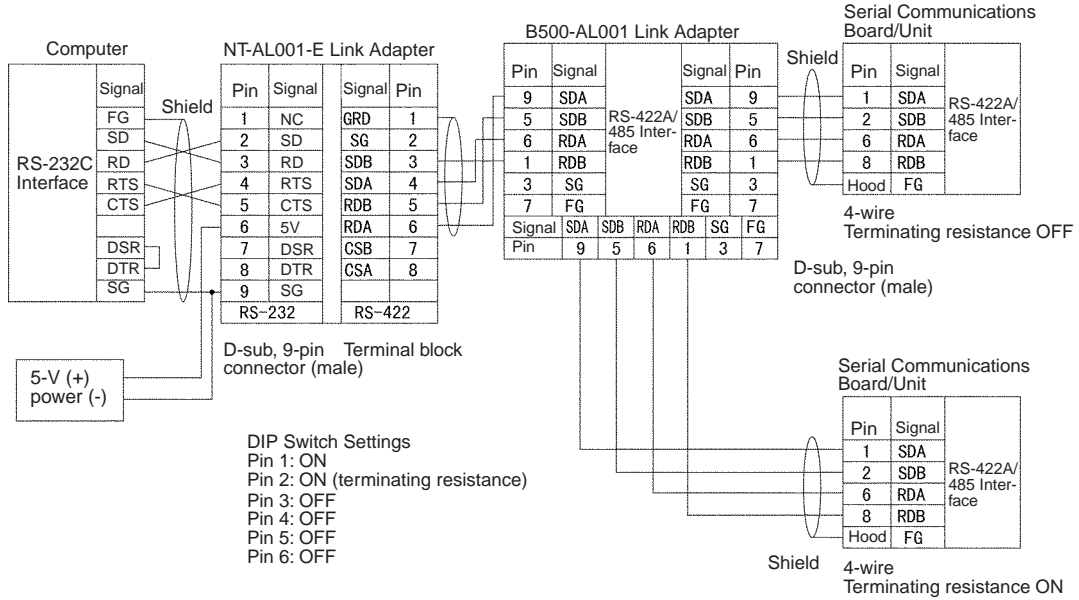 Computer
Signal
FG
SD
RD
RTS
CTS
DSR
DTR
SG
RS-232C
Interface
Shield
NT-AL001-E Link Adapter
Pin Signal Signal Pin
1 NC GRD 1
2 SD SG 2
3 RD SDB 3
4 RTS SDA 4
5 CTS RDB 5
6 5V RDA 6
7 DSR CSB 7
8 DTR CSA 8
9 SG
RS-232 RS-422
D-sub, 9-pin Terminal block
connector (male)
5-V (+)
power (-)
DIP Switch Settings
Pin 1: ON
Pin 2: ON (terminating resistance)
Pin 3: OFF
Pin 4: OFF
Pin 5: OFF
Pin 6: OFF
B500-AL001 Link Adapter
Pin Signal Signal Pin
9 SDA SDA 9
5 SDB SDB 5
6 RDA RDA 6
1 RDB RDB 1
3 SG SG 3
7 FG FG 7
RS-422A/
485 Inter-
face
Signal SDA SDB RDA RDB SG FG
Pin 9 5 6 1 3 7
D-sub, 9-pin
connector (male)
Shield
Serial Communications
Board/Unit
Pin Signal
1 SDA
2 SDB
6 RDA
8 RDB
Hood FG
RS-422A/
485 Inter-
face
4-wire
Terminating resistance OFF
Serial Communications
Board/Unit
Pin Signal
1 SDA
2 SDB
6 RDA
8 RDB
Hood FG
RS-422A/
485 Inter-
face
Shield
4-wire
Terminating resistance ON